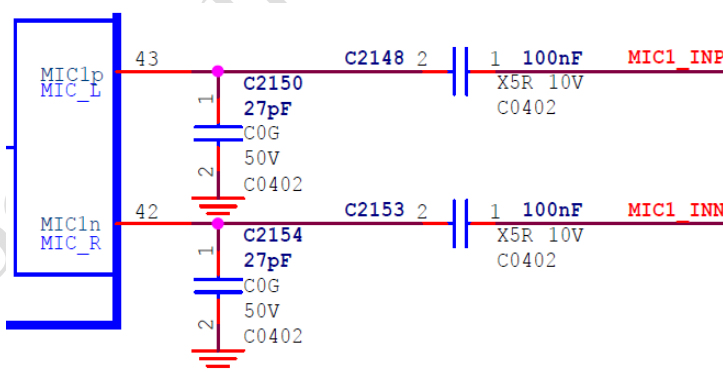 MIC1p
MIC_L
43
C2148 2
1 100nF
MIC1_INP
X5R 10V
C0402
1
C2150
27pF
C0G
50V
C0402
2
MIC1n
MIC_R
42
C2153 2
1 100nF
MIC1_INN
X5R 10V
C0402
1
C2154
27pF
C0G
50V
C0402
2